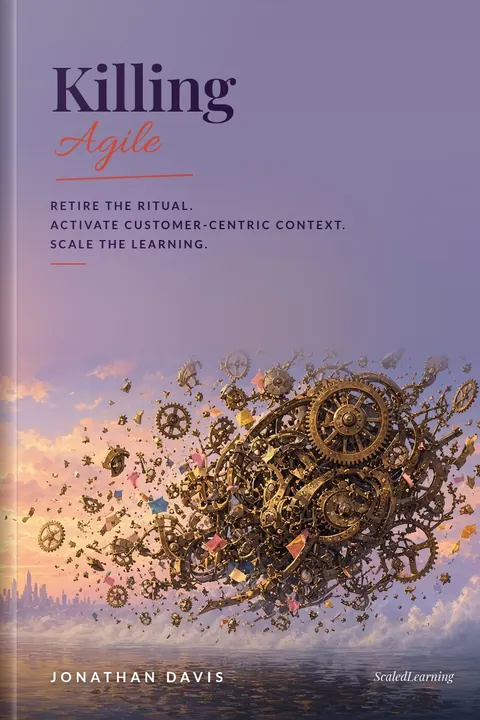 Killing
Agile
RETIRE THE RITUAL.
ACTIVATE CUSTOMER-CENTRIC CONTEXT.
SCALE THE LEARNING.
JONATHAN DAVIS
ScaledLearning